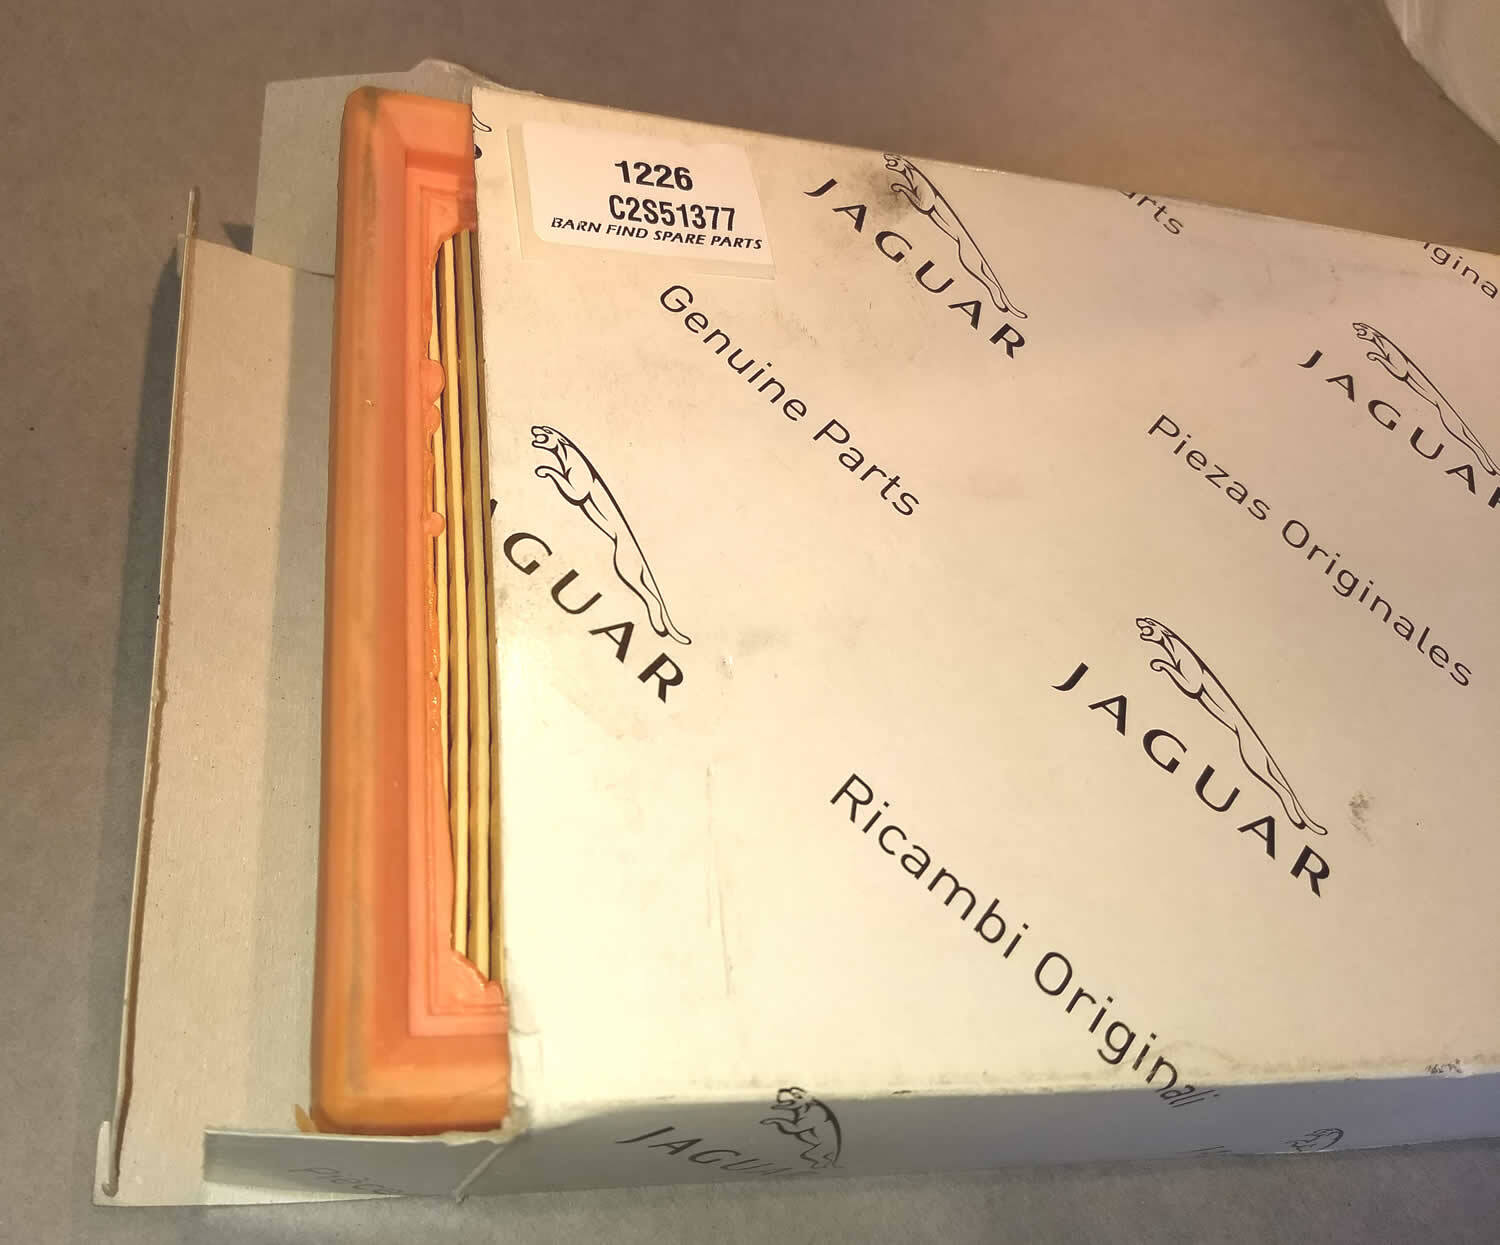 1226
C2S51377
BARN FIND SPARE PARTS
JAGUAR
Genuine Parts
JAGUAR
Piezas Originales
JAGUAR
JAGUAR
Ricambi Originali
JAGUAR